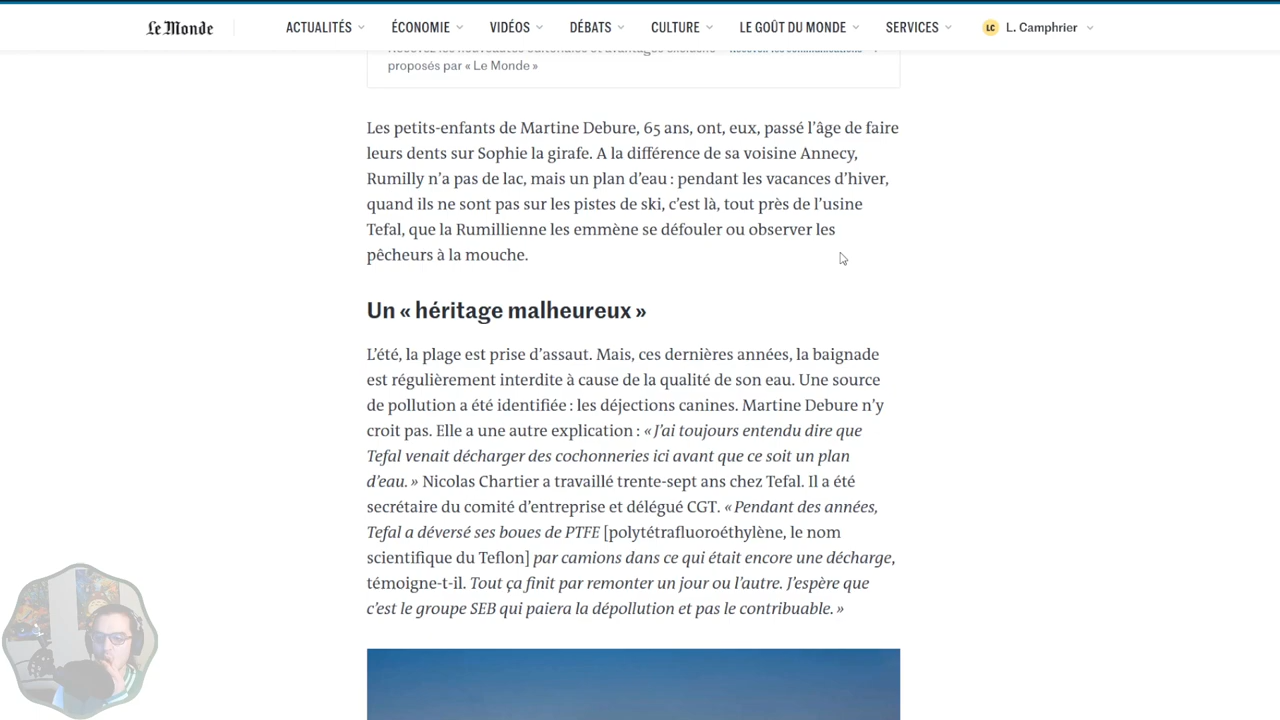 Le Monde
ACTUALITÉS
ÉCONOMIE
VIDÉOS
DÉBATS
CULTURE
LE GOÛT DU MONDE
SERVICES
LC
L. Camphrier
proposés par « Le Monde »
Les petits-enfants de Martine Debure, 65 ans, ont, eux, passé l’âge de faire
leurs dents sur Sophie la girafe. A la différence de sa voisine Annecy,
Rumilly n’a pas de lac, mais un plan d’eau : pendant les vacances d’hiver,
quand ils ne sont pas sur les pistes de ski, c’est là, tout près de l’usine
Tefal, que la Rumillienne les emmène se défouler ou observer les
pêcheurs à la mouche.
Un « héritage malheureux »
L’été, la plage est prise d’assaut. Mais, ces dernières années, la baignade
est régulièrement interdite à cause de la qualité de son eau. Une source
de pollution a été identifiée : les déjections canines. Martine Debure n’y
croit pas. Elle a une autre explication : « J’ai toujours entendu dire que
Tefal venait décharger des cochonneries ici avant que ce soit un plan
d’eau. » Nicolas Chartier a travaillé trente-sept ans chez Tefal. Il a été
secrétaire du comité d’entreprise et délégué CGT. « Pendant des années,
Tefal a déversé ses boues de PTFE [polytétrafluoroéthylène, le nom
scientifique du Teflon] par camions dans ce qui était encore une décharge,
témoigne-t-il. Tout ça finit par remonter un jour ou l’autre. J’espère que
c’est le groupe SEB qui paiera la dépollution et pas le contribuable. »